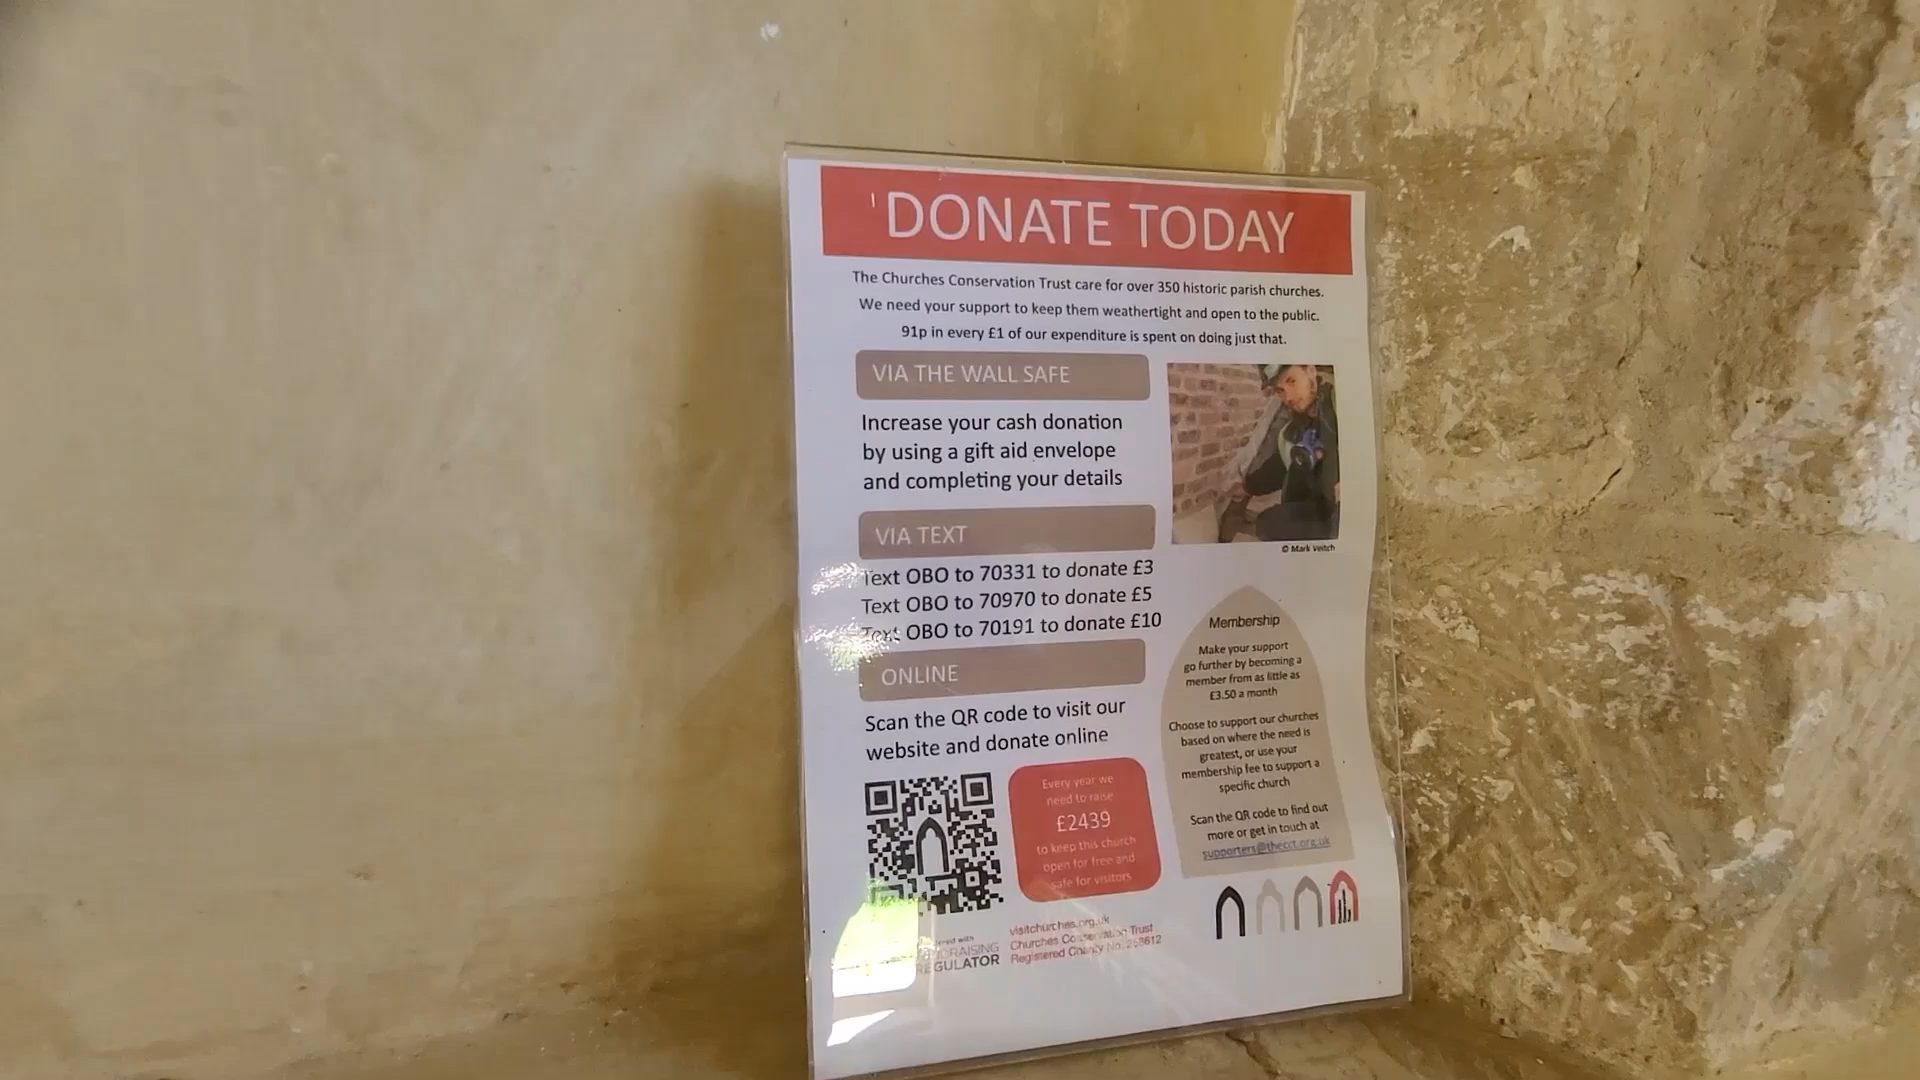 DONATE TODAY
The Churches Conservation Trust care for over 350 historic parish churches.
We need your support to keep them weathertight and open to the public.
91p in every £1 of our expenditure is spent on doing just that.
VIA THE WALL SAFE
Increase your cash donation
by using a gift aid envelope
and completing your details
© Mark Veitch
VIA TEXT
Text OBO to 70331 to donate £3
Text OBO to 70970 to donate £5
Text OBO to 70191 to donate £10
ONLINE
Scan the QR code to visit our
website and donate online
Every year we
need to raise
£2439
to keep this church
open for free and
safe for visitors
Membership
Make your support
go further by becoming a
member from as little as
£3.50 a month
Choose to support our churches
based on where the need is
greatest, or use your
membership fee to support a
specific church
Scan the QR code to find out
more or get in touch at
supporters@thecct.org.uk
with
FUNDRAISING
REGULATOR
visitchurches.org.uk
Churches Conservation Trust
Registered Charity No. 258612